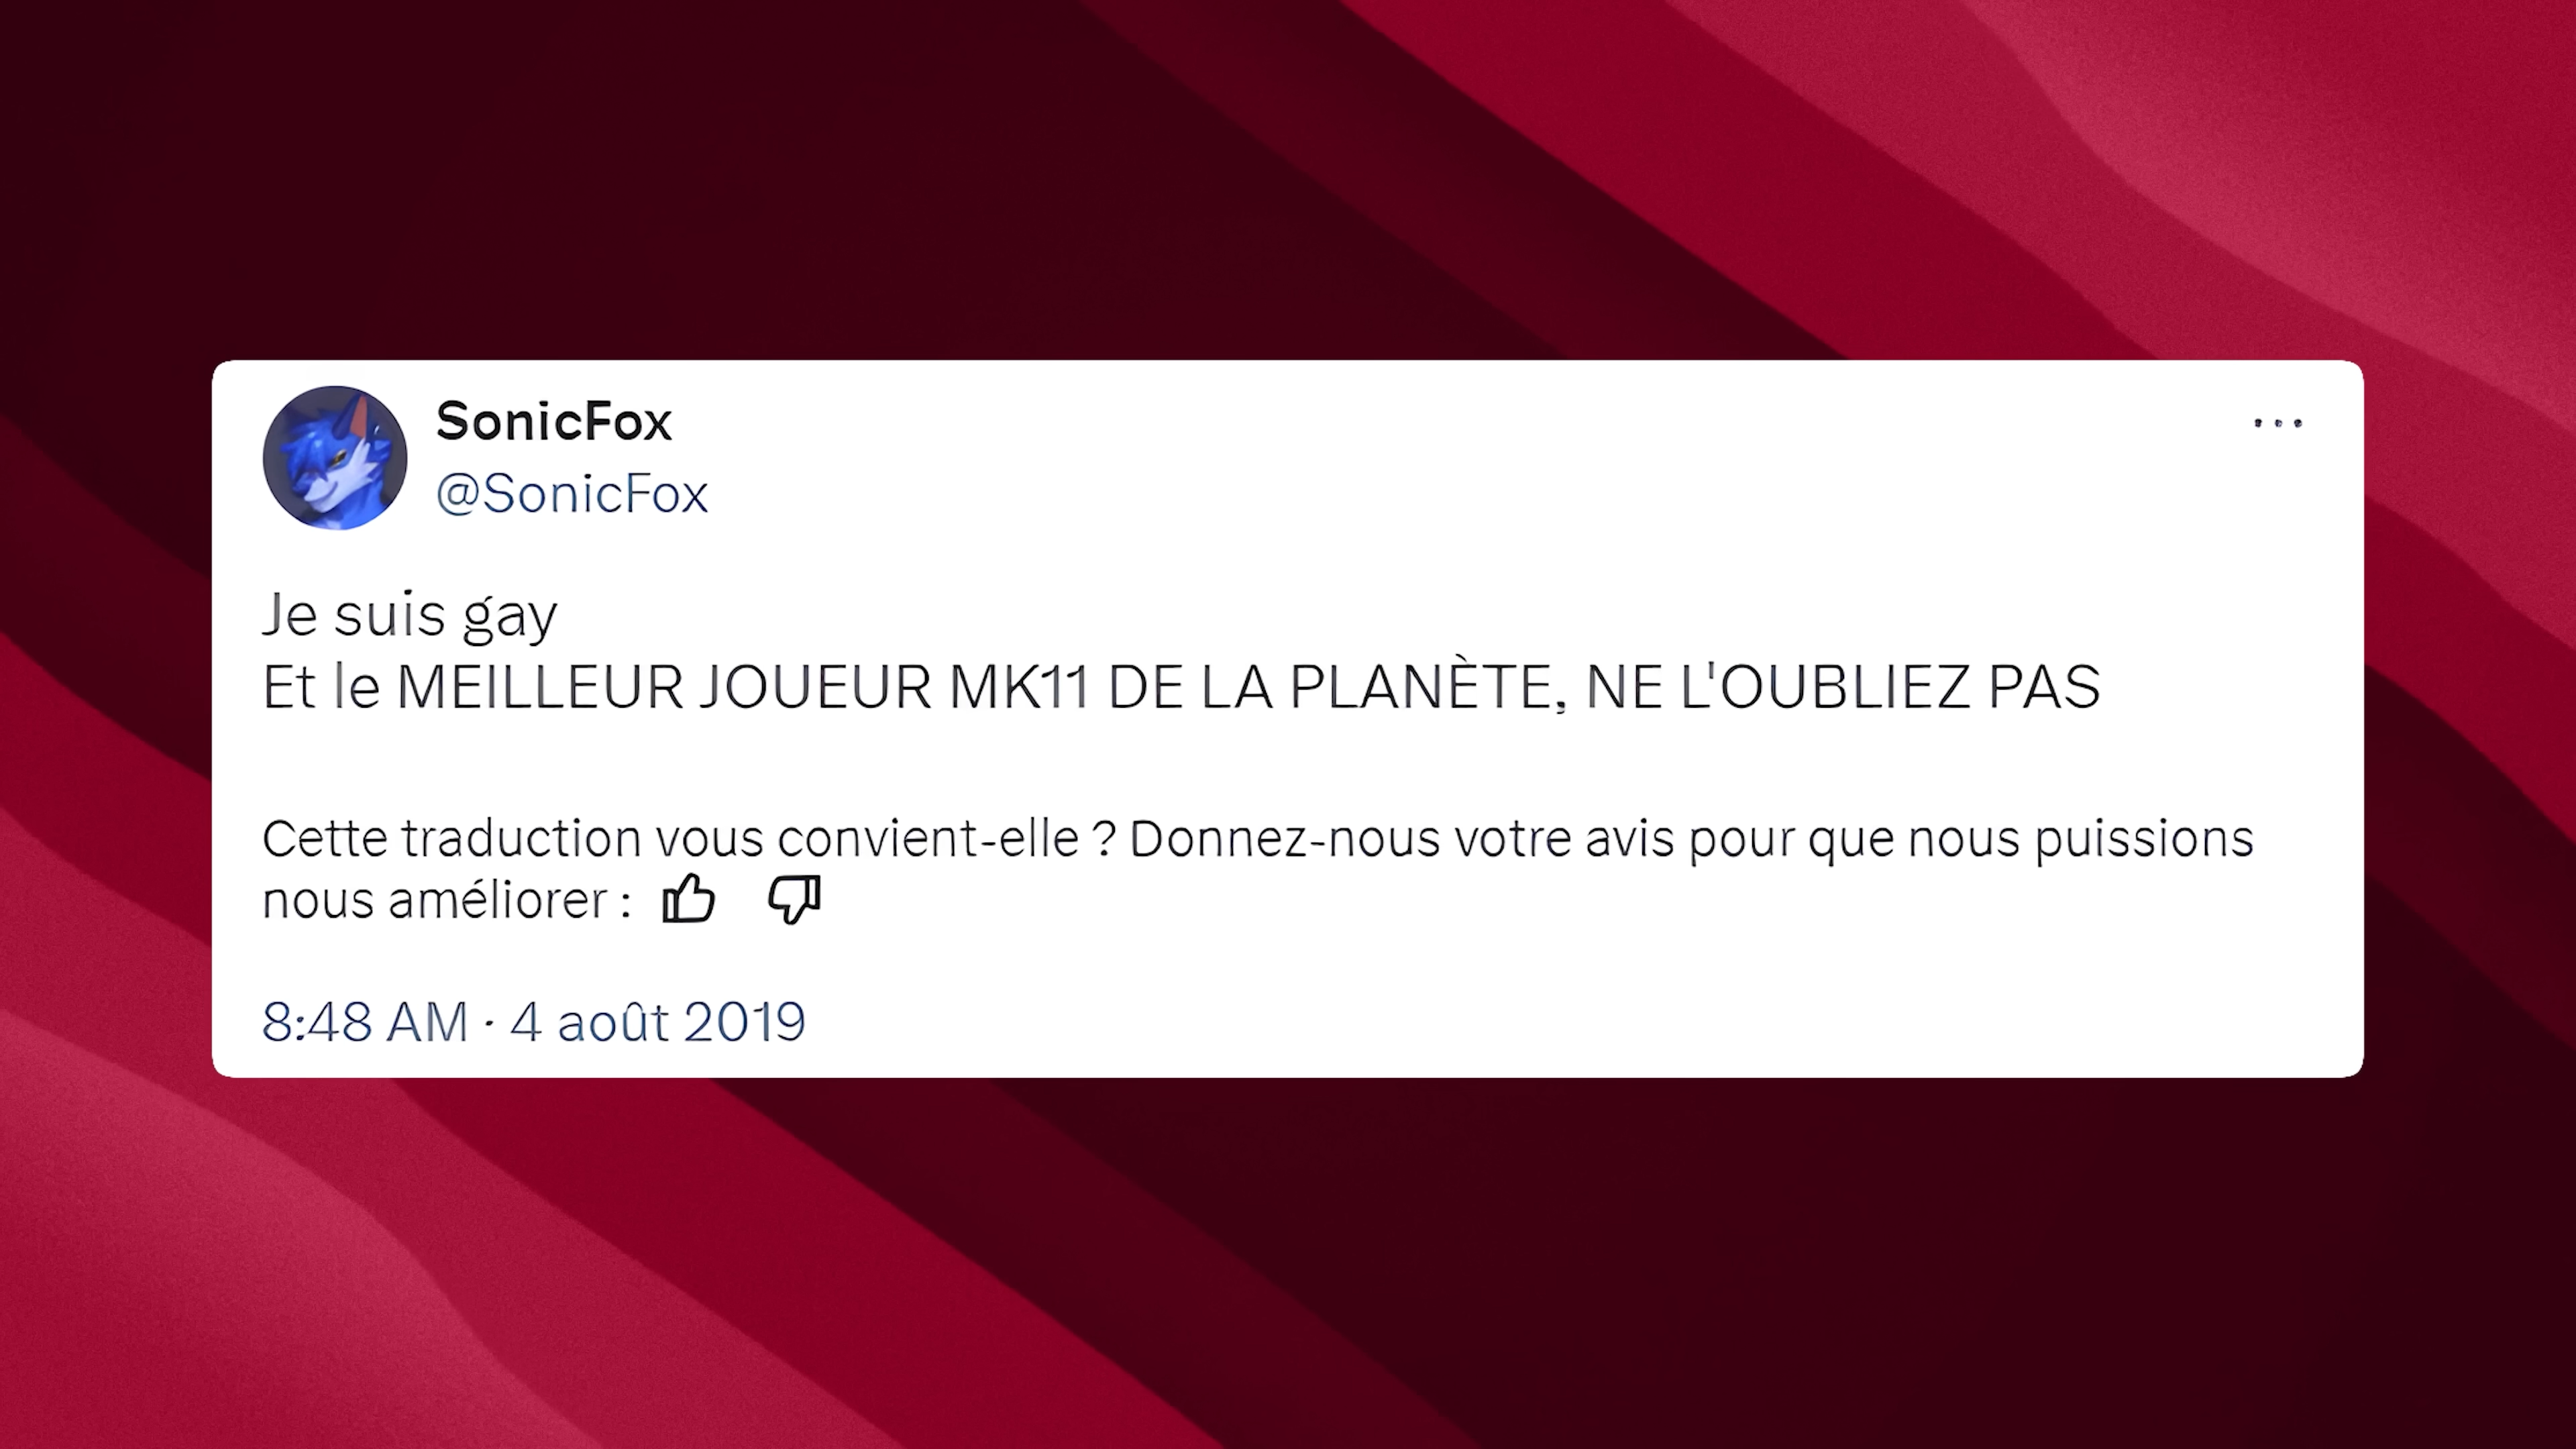 SonicFox
@SonicFox
Je suis gay
Et le MEILLEUR JOUEUR MK11 DE LA PLANÈTE, NE L'OUBLIEZ PAS
Cette traduction vous convient-elle ? Donnez-nous votre avis pour que nous puissions
nous améliorer :
8:48 AM · 4 août 2019